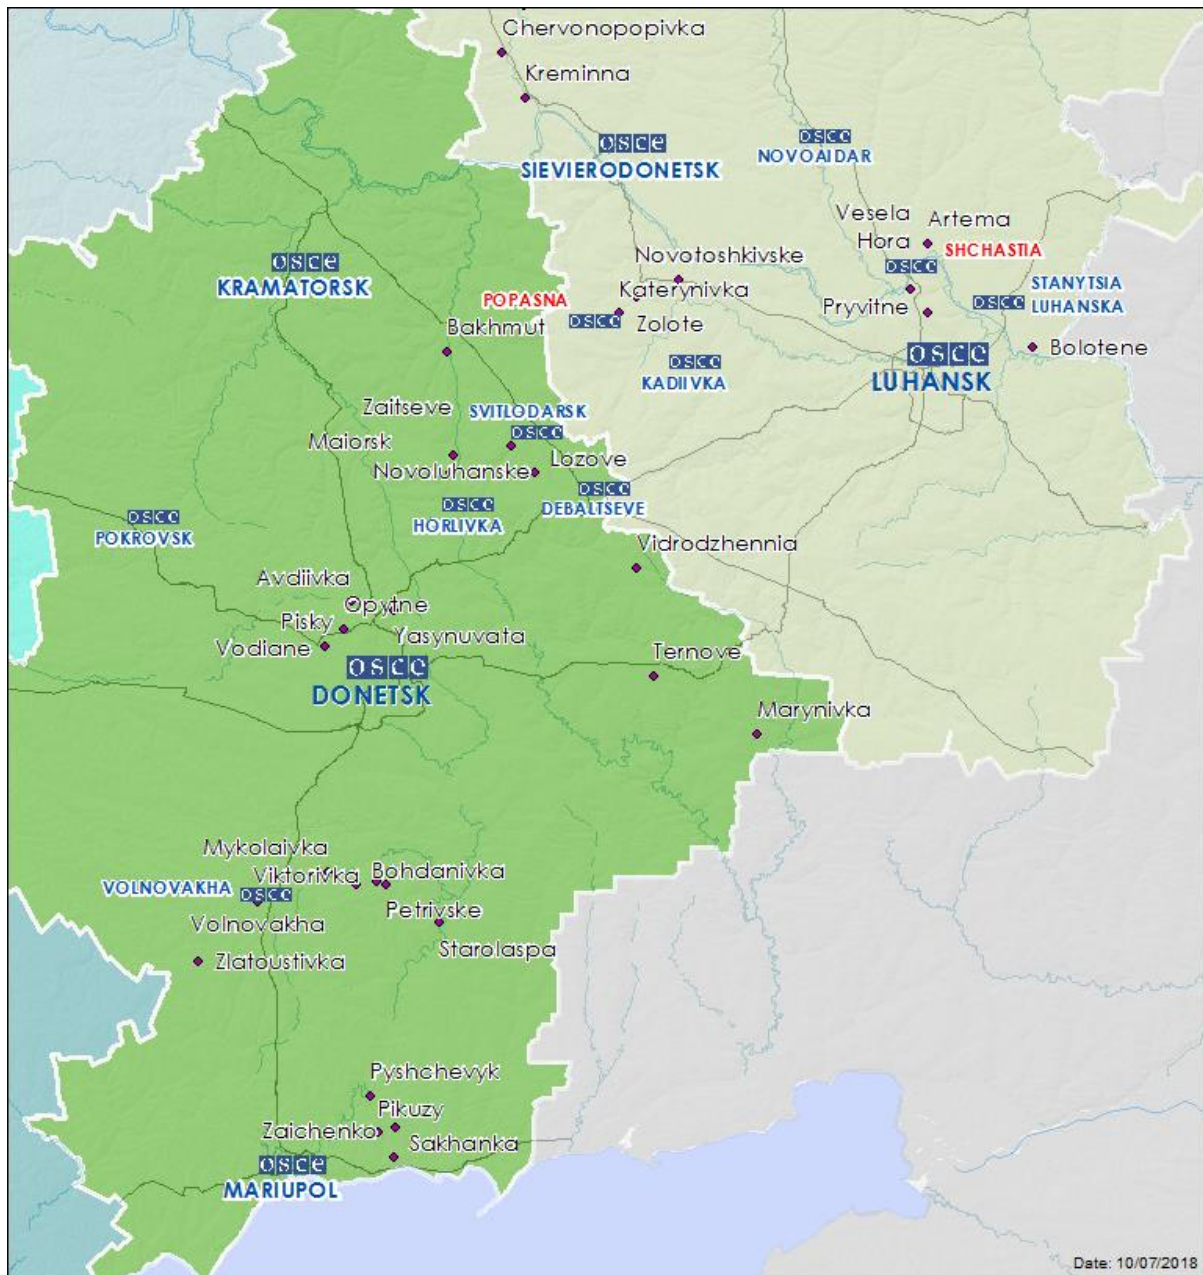 Chervonopopivka
Kreminna
OSCE
SIEVIERODONETSK
OSCE
NOVOAIDAR
Vesela
Hora
Artema
SHCHASTIA
OSCE
Novotoshkivske
OSCE
KRAMATORSK
POPASNA
Katerynivka
OSCE
Zolote
Pryvitne
OSCE
STANYTSIA
LUHANSKA
Bakhmut
Bolotene
OSCE
LUHANSK
OSCE
KADIIVKA
Zaitseve
SVITLODARSK
OSCE
Maiorsk
Novoluhanske
Lozove
OSCE
DEBALTSEVE
OSCE
HORLIVKA
OSCE
POKROVSK
Vidrodzhennia
Avdiivka
Opytne
Pisky
Yasynuvata
Vodiane
OSCE
DONETSK
Ternove
Marynivka
Mykolaivka
Viktorivka
Bohdanivka
VOLNOVAKHA
OSCE
Petrivske
Volnovakha
Starolaspa
Zlatoustivka
Pyshchevyk
Pikuzy
Zaichenko
Sakhanka
OSCE
MARIUPOL
Date: 10/07/2018